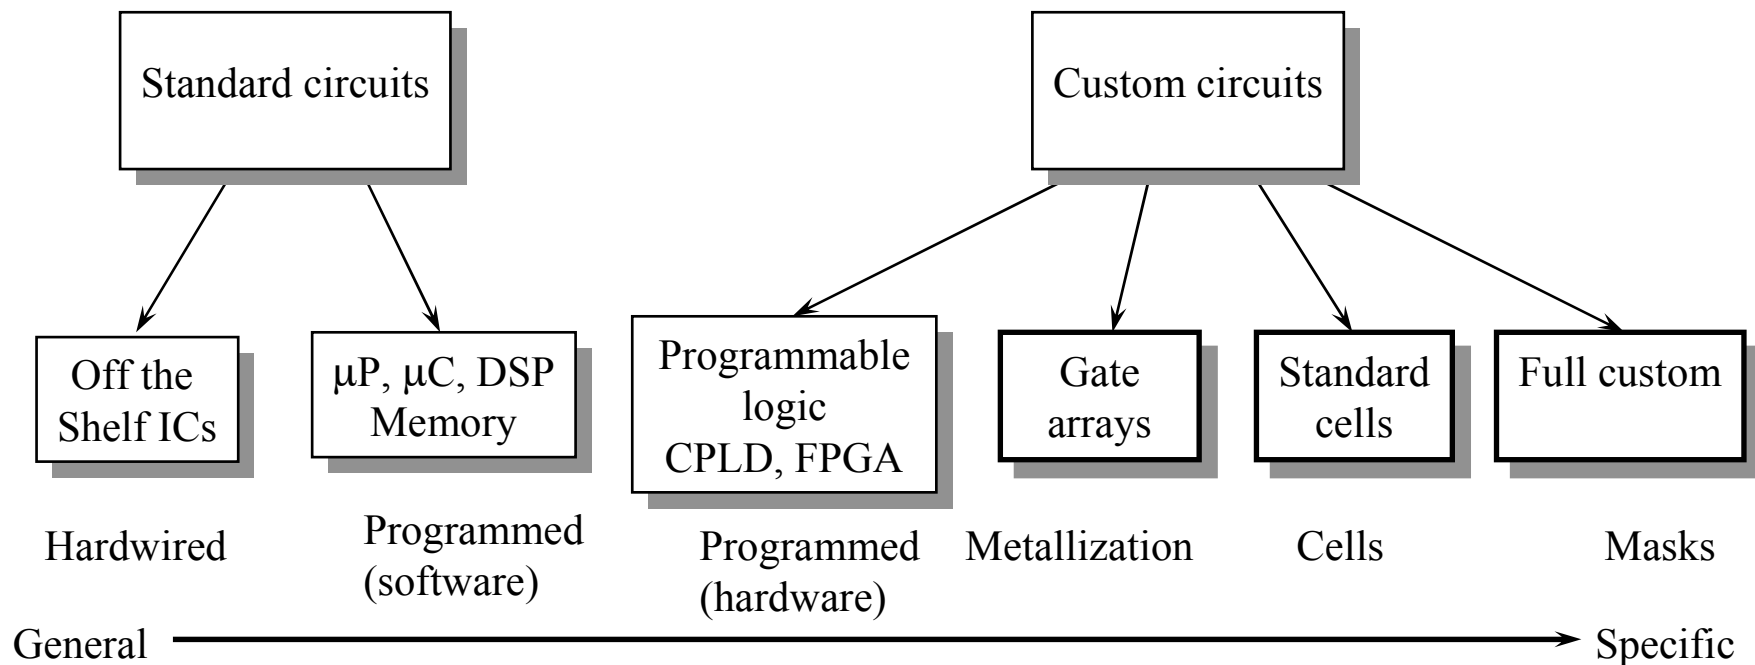 Standard circuits
Custom circuits
Off the
Shelf ICs
μP, μC, DSP
Memory
Programmable
logic
CPLD, FPGA
Gate
arrays
Standard
cells
Full custom
Hardwired
Programmed
(software)
Programmed
(hardware)
Metallization
Cells
Masks
General
Specific